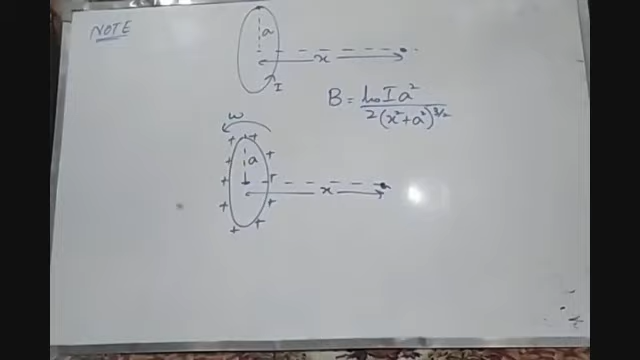 NOTE
a
x
I
B = μ₀Ia²/2(x²+a²)^3/2
ω
+ + + + + + + + + + + +
a
x